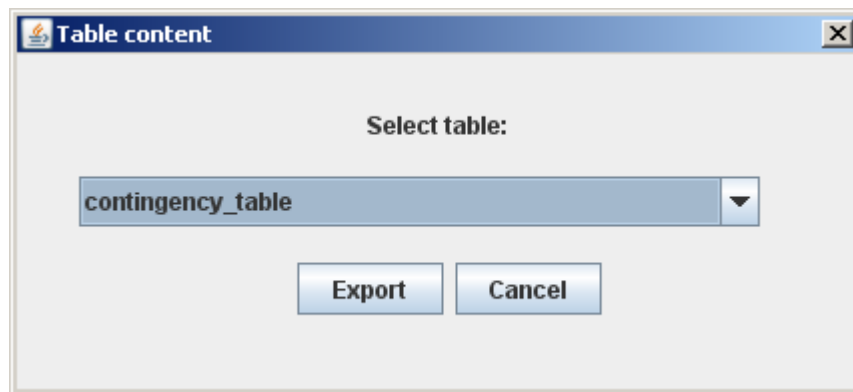 Table content
Select table:
contingency_table
Export Cancel